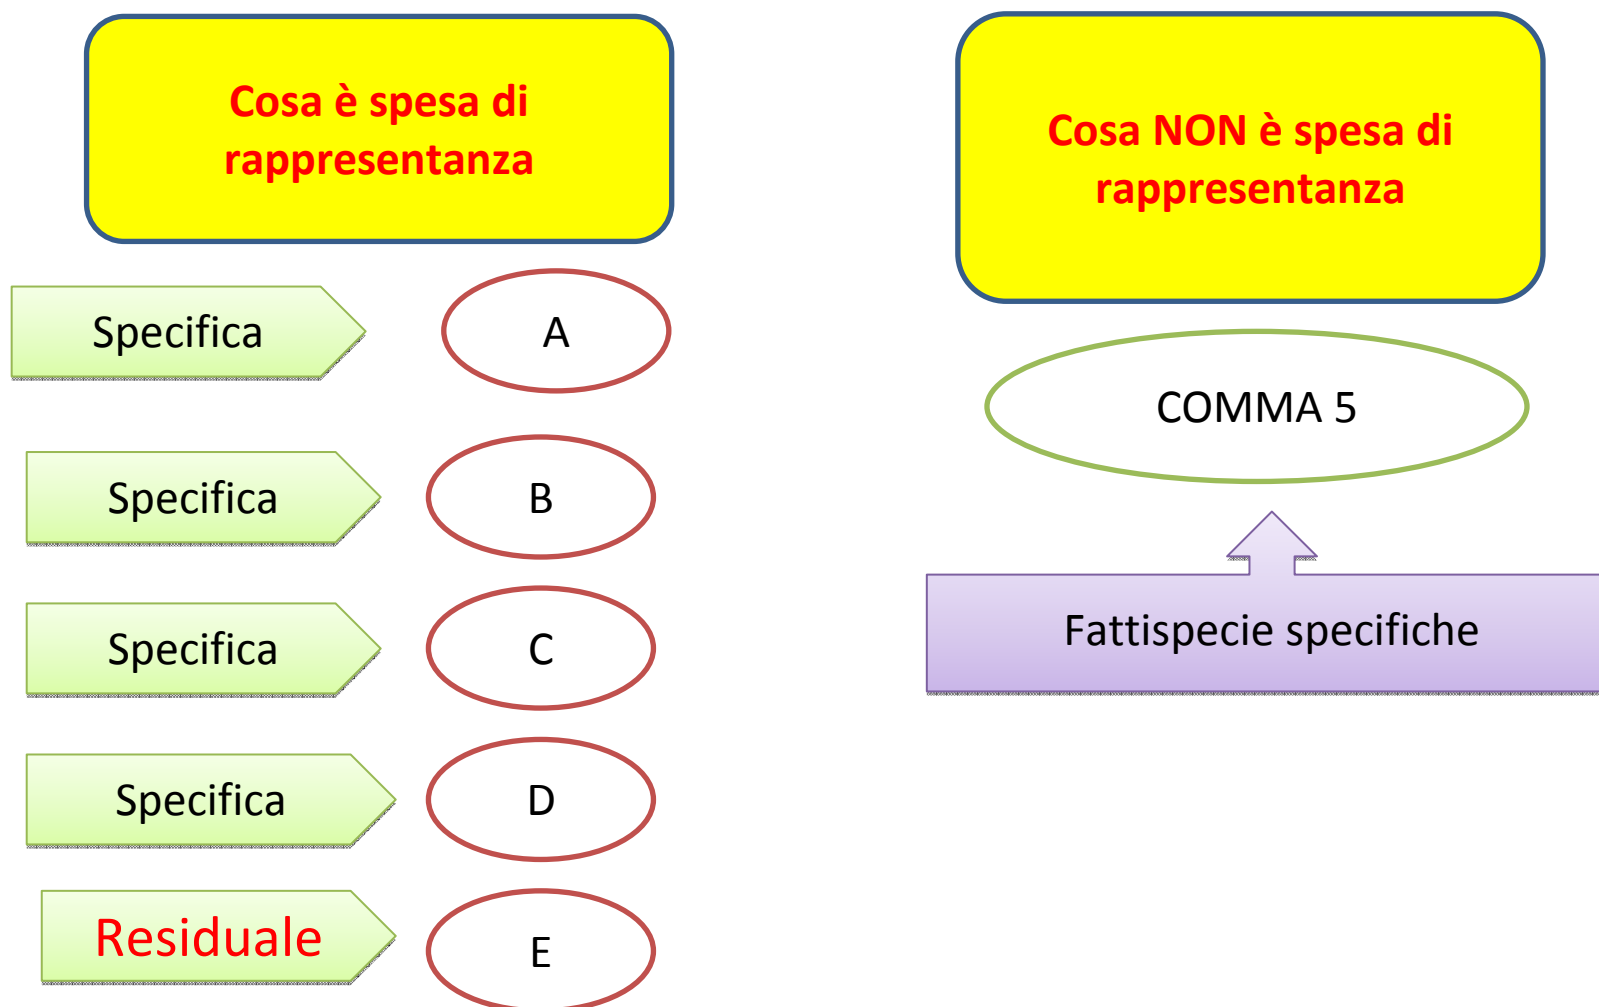 Cosa è spesa di
rappresentanza
Specifica
A
Specifica
B
Specifica
C
Specifica
D
Residuale
E
Cosa NON è spesa di
rappresentanza
COMMA 5
Fattispecie specifiche